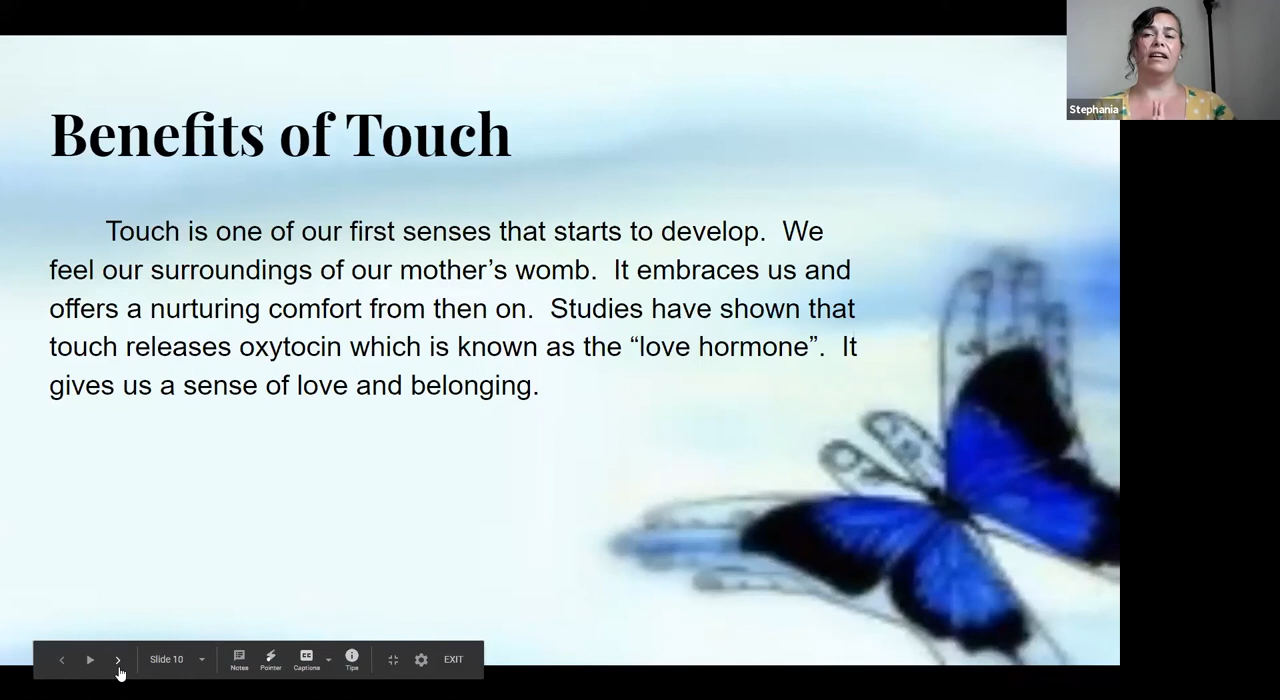 Stephania
Benefits of Touch
Touch is one of our first senses that starts to develop. We
feel our surroundings of our mother’s womb. It embraces us and
offers a nurturing comfort from then on. Studies have shown that
touch releases oxytocin which is known as the “love hormone”. It
gives us a sense of love and belonging.
Slide 10
Notes
Pointer
Captions
Tips
EXIT